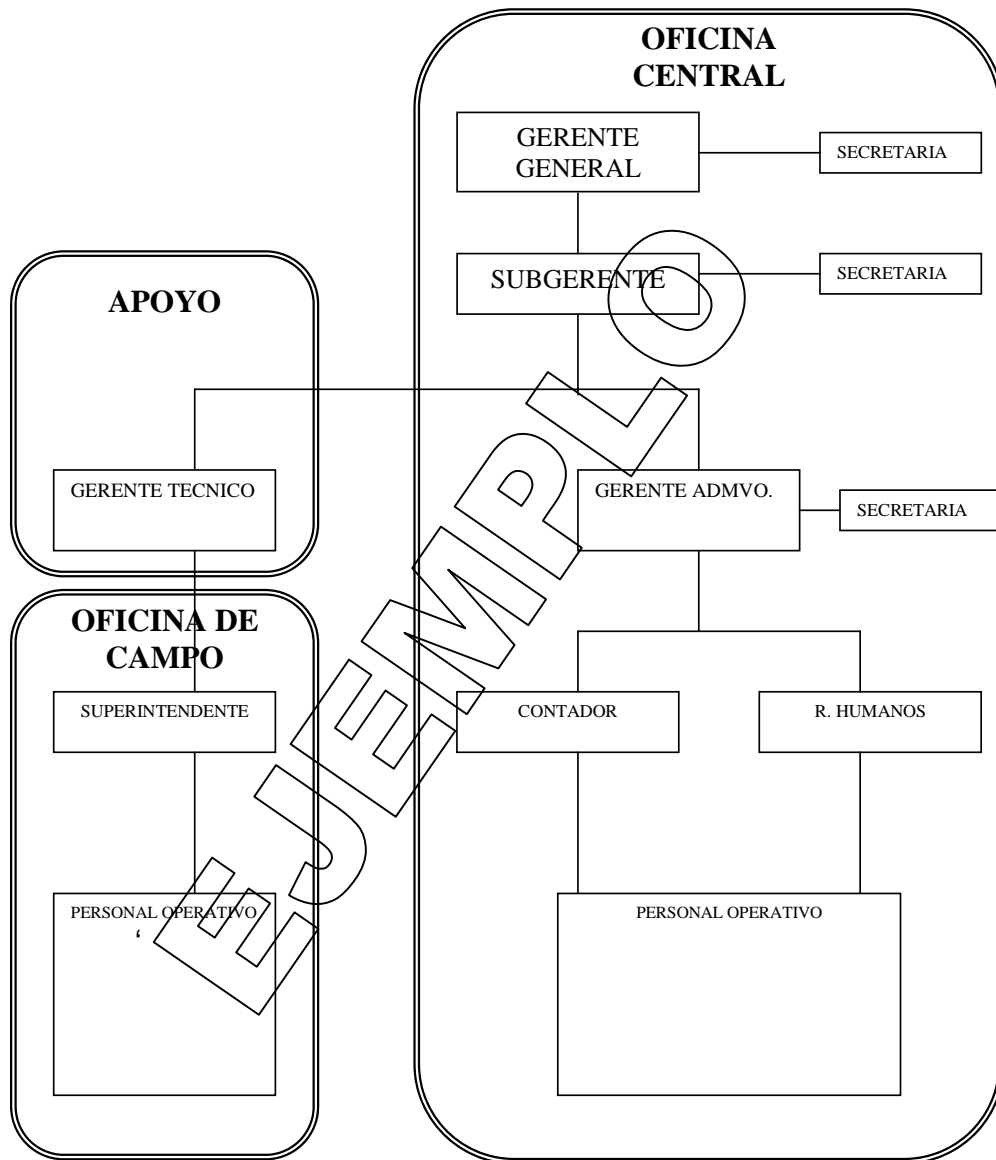 OFICINA
CENTRAL
GERENTE
GENERAL
SECRETARIA
SUBGERENTE
SECRETARIA
APOYO
GERENTE TECNICO
GERENTE ADMVO.
SECRETARIA
OFICINA DE
CAMPO
SUPERINTENDENTE
CONTADOR
R. HUMANOS
PERSONAL OPERATIVO
‘
PERSONAL OPERATIVO
EJEMPLO